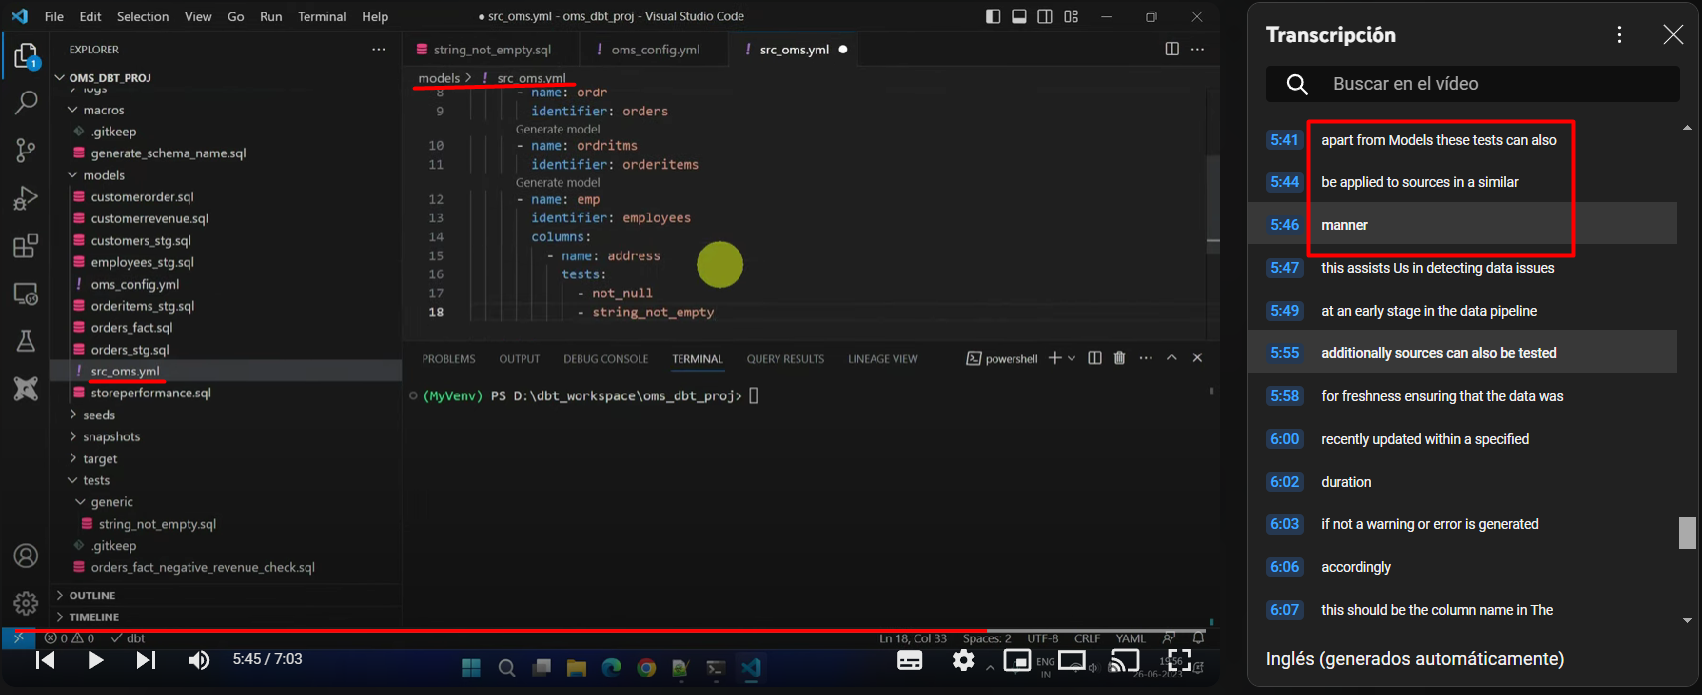 File Edit Selection View Go Run Terminal Help
● src_oms.yml - oms_dbt_proj - Visual Studio Code
EXPLORER
OMS_DBT_PROJ
logs
macros
.gitkeep
generate_schema_name.sql
models
customerorder.sql
customerrevenue.sql
customers_stg.sql
employees_stg.sql
! oms_config.yml
orderitems_stg.sql
orders_fact.sql
orders_stg.sql
! src_oms.yml
storeperformance.sql
seeds
snapshots
target
tests
generic
string_not_empty.sql
.gitkeep
orders_fact_negative_revenue_check.sql
OUTLINE
TIMELINE
1
string_not_empty.sql ! oms_config.yml ! src_oms.yml ●
models > ! src_oms.yml
8 - name: ordr
9 identifier: orders
Generate model
10 - name: ordritms
11 identifier: orderitems
Generate model
12 - name: emp
13 identifier: employees
14 columns:
15 - name: address
16 tests:
17 - not_null
18 - string_not_empty
PROBLEMS OUTPUT DEBUG CONSOLE TERMINAL QUERY RESULTS LINEAGE VIEW
powershell
(MyVenv) PS D:\dbt_workspace\oms_dbt_proj>
0 0 dbt
Ln 18, Col 33 Spaces: 2 UTF-8 CRLF YAML
5:45 / 7:03
ENG
IN
19:56
26-06-2023
Transcripción
Buscar en el vídeo
5:41 apart from Models these tests can also
5:44 be applied to sources in a similar
5:46 manner
5:47 this assists Us in detecting data issues
5:49 at an early stage in the data pipeline
5:55 additionally sources can also be tested
5:58 for freshness ensuring that the data was
6:00 recently updated within a specified
6:02 duration
6:03 if not a warning or error is generated
6:06 accordingly
6:07 this should be the column name in The
Inglés (generados automáticamente)